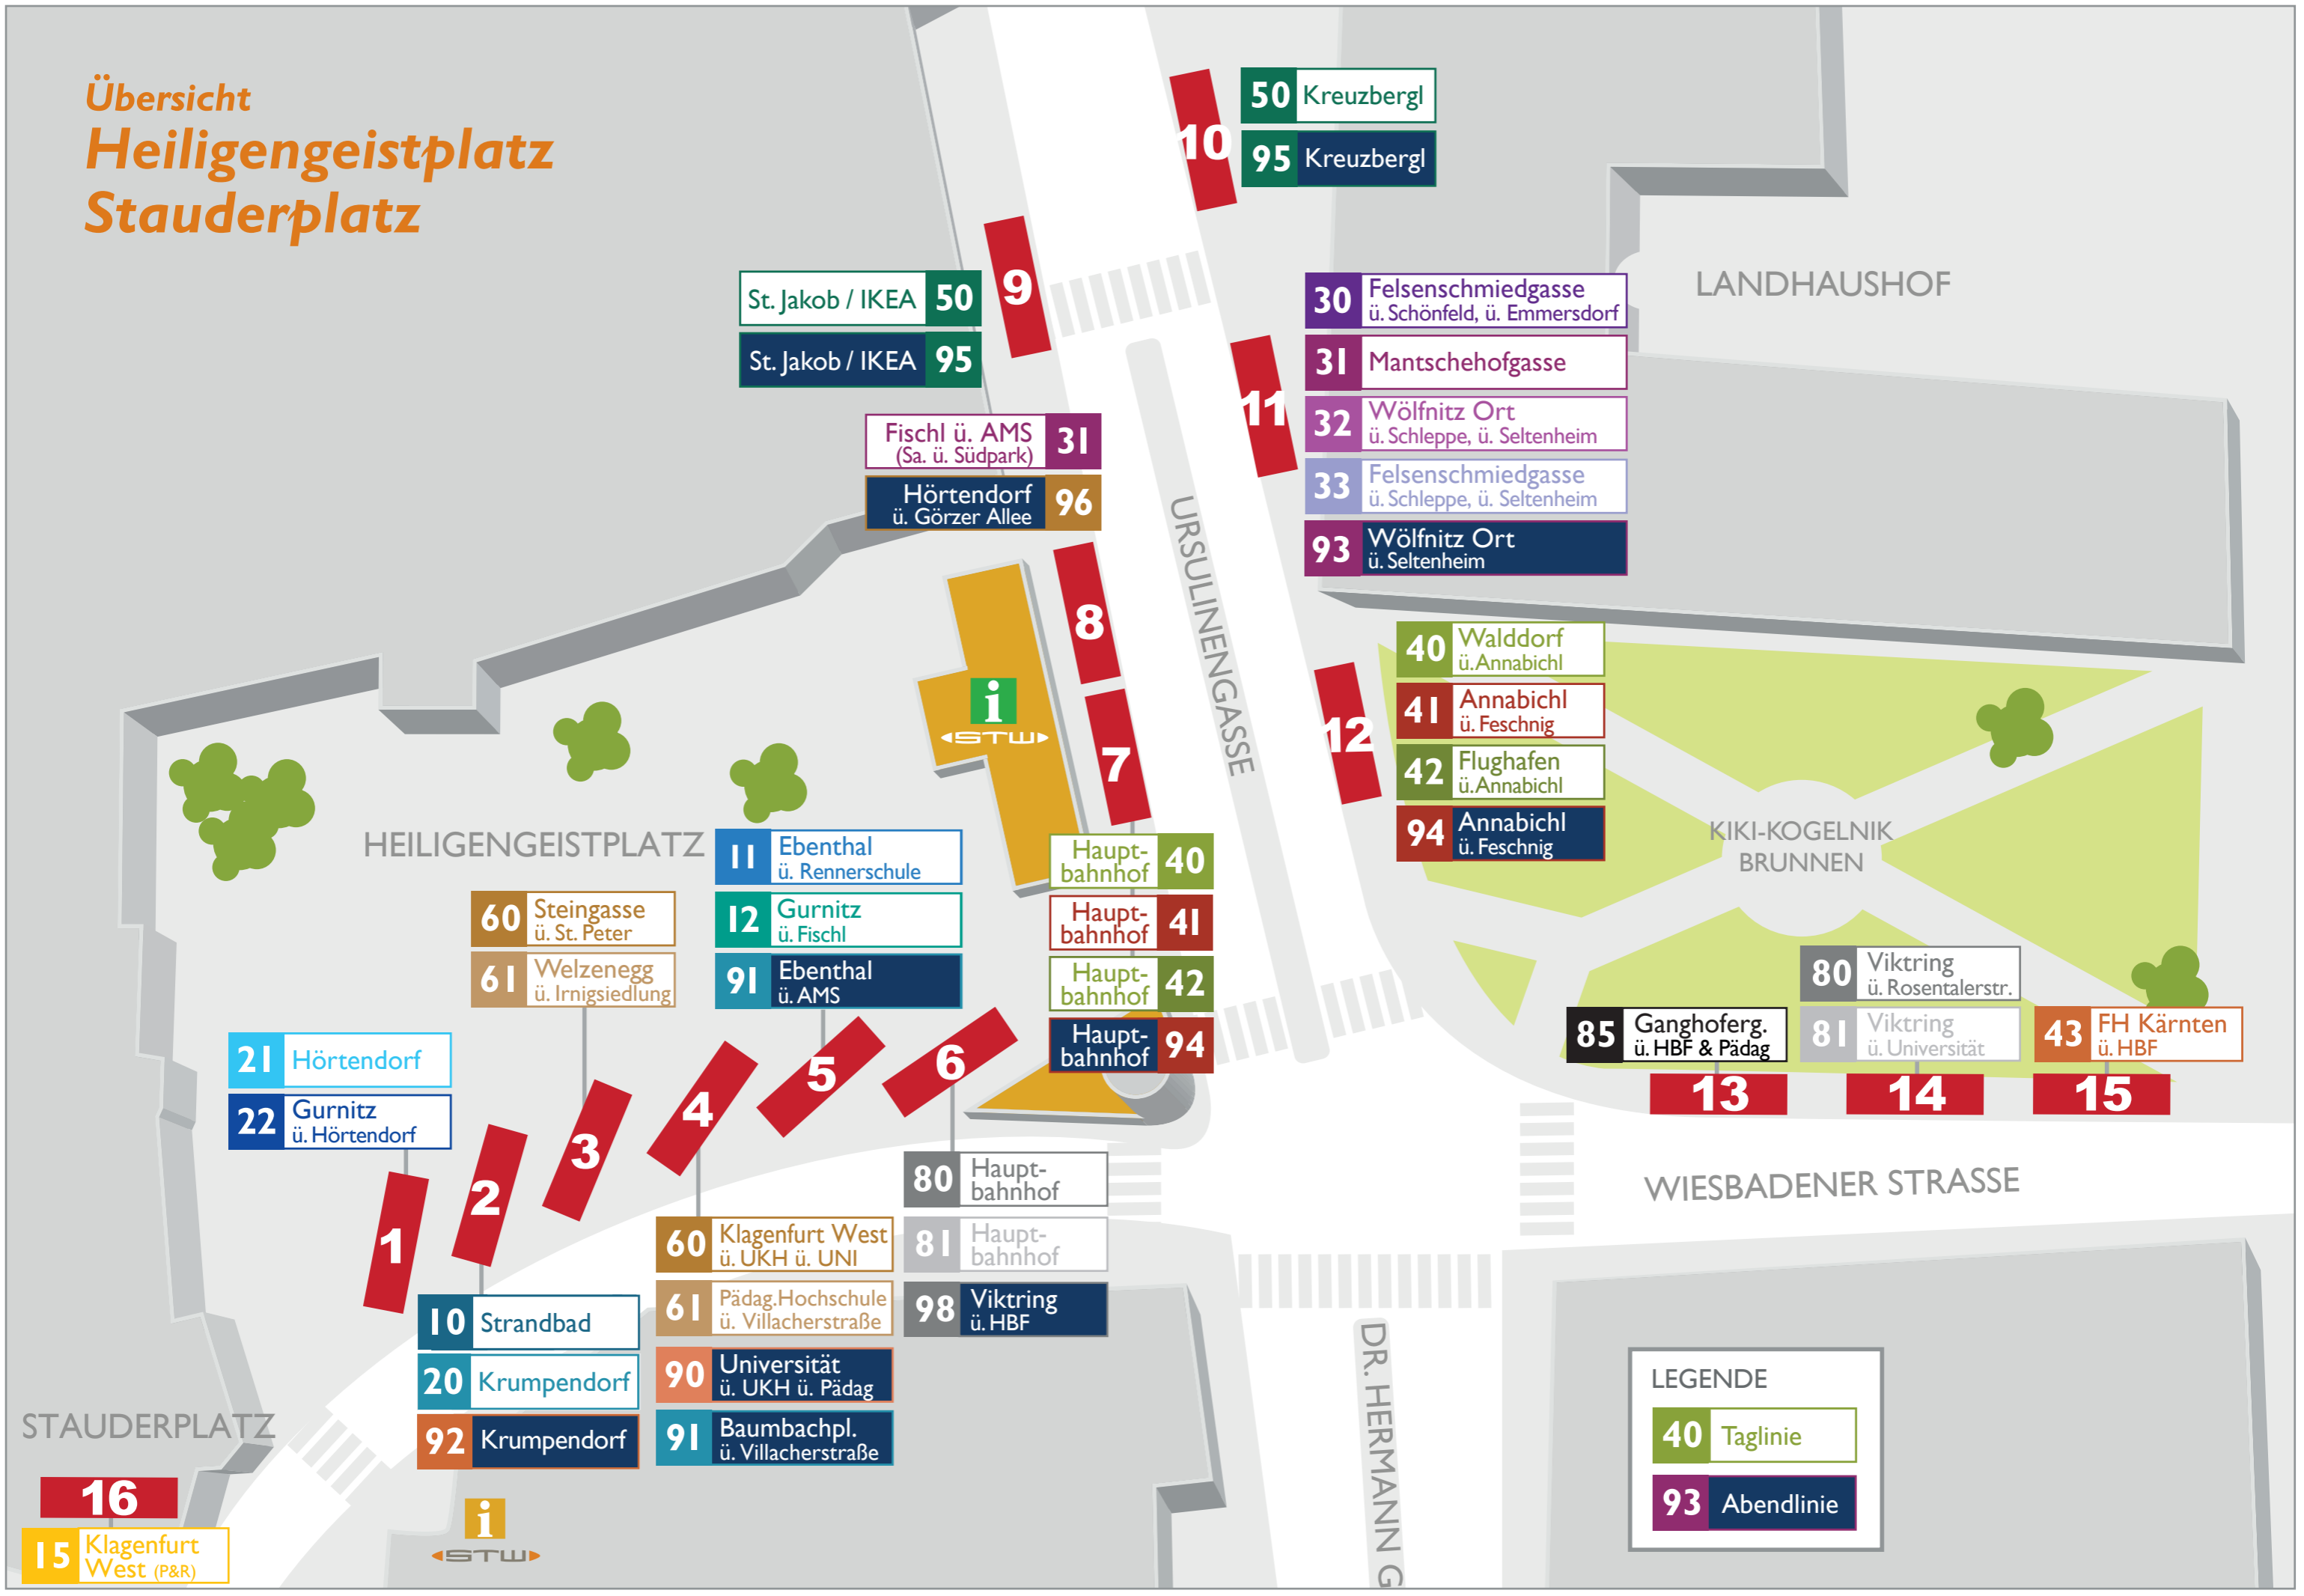 Übersicht
Heiligengeistplatz
Stauderplatz
10
50 Kreuzbergl
95 Kreuzbergl
9
St. Jakob / IKEA 50
St. Jakob / IKEA 95
LANDHAUSHOF
11
30 Felsenschmiedgasse
ü. Schönfeld, ü. Emmersdorf
31 Mantschehofgasse
32 Wölfnitz Ort
ü. Schleppe, ü. Seltenheim
33 Felsenschmiedgasse
ü. Schleppe, ü. Seltenheim
93 Wölfnitz Ort
ü. Seltenheim
Fischl ü. AMS 31
(Sa. ü. Südpark)
Hörtendorf 96
ü. Görzer Allee
8
7
URSULINENGASSE
i
STW
12
40 Walddorf
ü. Annabichl
41 Annabichl
ü. Feschnig
42 Flughafen
ü. Annabichl
94 Annabichl
ü. Feschnig
KIKI-KOGELNIK
BRUNNEN
HEILIGENGEISTPLATZ
11 Ebenthal
ü. Rennerschule
12 Gurnitz
ü. Fischl
91 Ebenthal
ü. AMS
Haupt-
bahnhof 40
Haupt-
bahnhof 41
Haupt-
bahnhof 42
Haupt-
bahnhof 94
60 Steingasse
ü. St. Peter
61 Welzenegg
ü. Irnigsiedlung
21 Hörtendorf
22 Gurnitz
ü. Hörtendorf
1
2
3
4
5
6
85 Ganghoferg.
ü. HBF & Pädag
80 Viktring
ü. Rosentalerstr.
81 Viktring
ü. Universität
43 FH Kärnten
ü. HBF
13
14
15
WIESBADENER STRASSE
80 Haupt-
bahnhof
81 Haupt-
bahnhof
98 Viktring
ü. HBF
60 Klagenfurt West
ü. UKH ü. UNI
61 Pädag.Hochschule
ü. Villacherstraße
90 Universität
ü. UKH ü. Pädag
91 Baumbachpl.
ü. Villacherstraße
10 Strandbad
20 Krumpendorf
92 Krumpendorf
DR. HERMANN G
STAUDERPLATZ
16
15 Klagenfurt
West (P&R)
i
STW
LEGENDE
40 Taglinie
93 Abendlinie